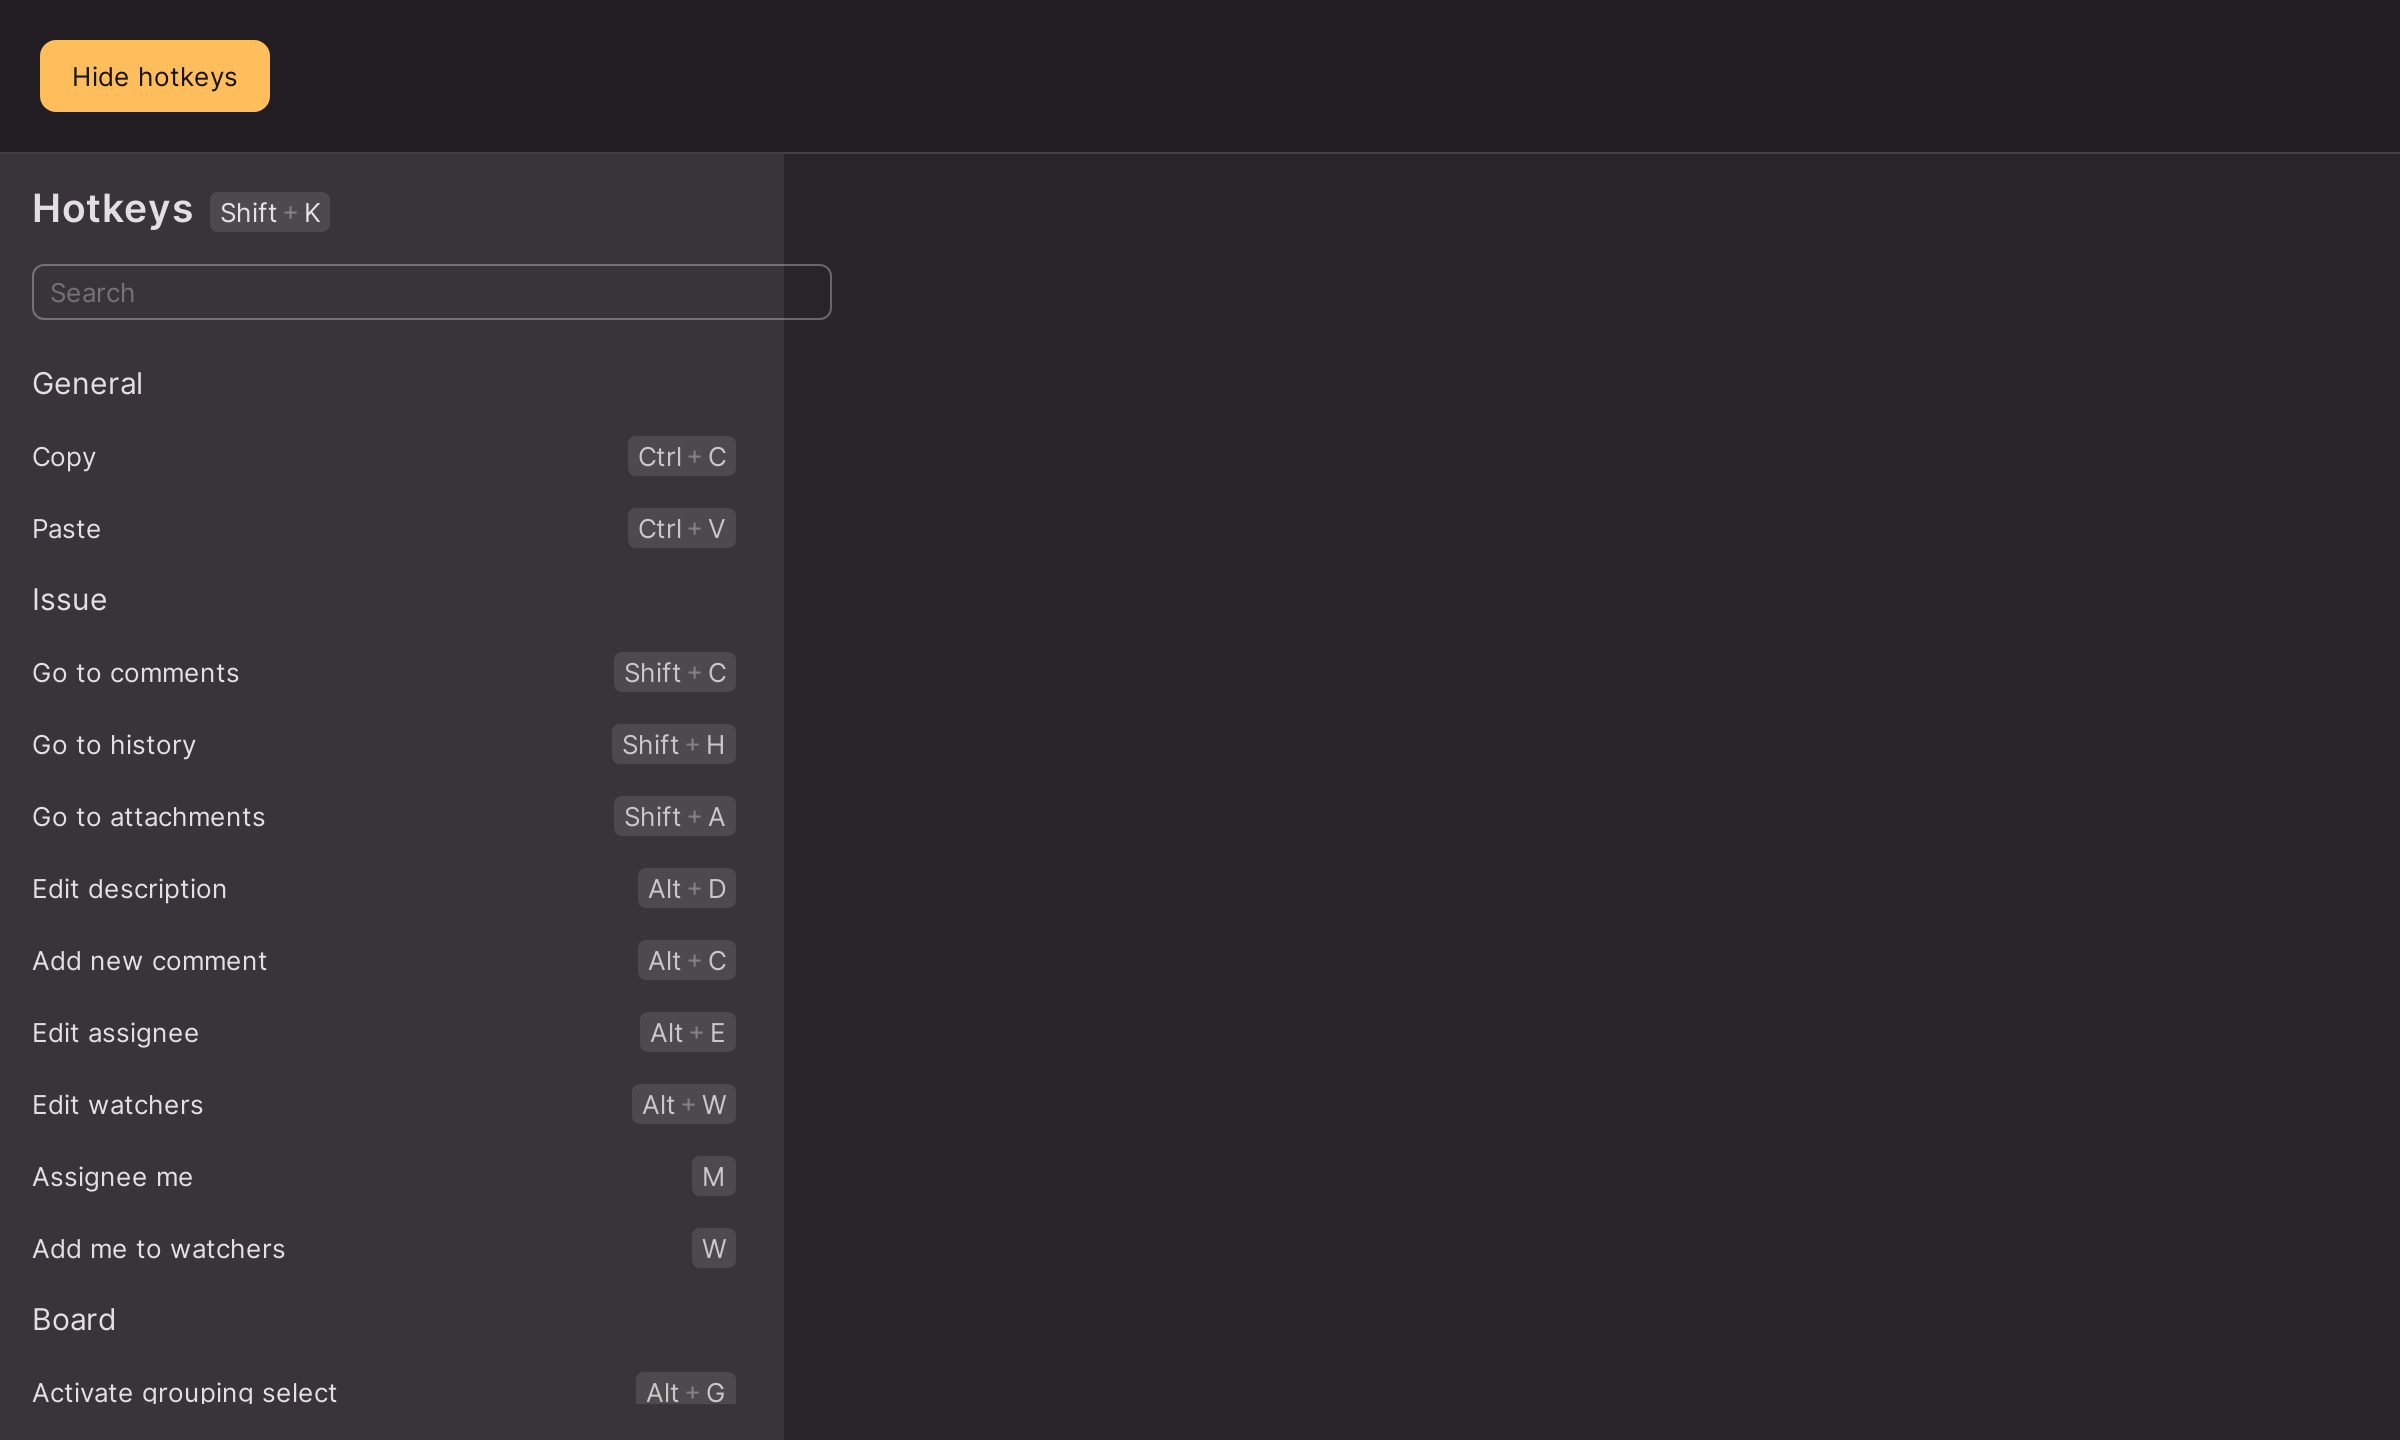 Hide hotkeys
Hotkeys Shift + K
Search
General
Copy Ctrl + C
Paste Ctrl + V
Issue
Go to comments Shift + C
Go to history Shift + H
Go to attachments Shift + A
Edit description Alt + D
Add new comment Alt + C
Edit assignee Alt + E
Edit watchers Alt + W
Assignee me M
Add me to watchers W
Board
Activate grouping select Alt + G